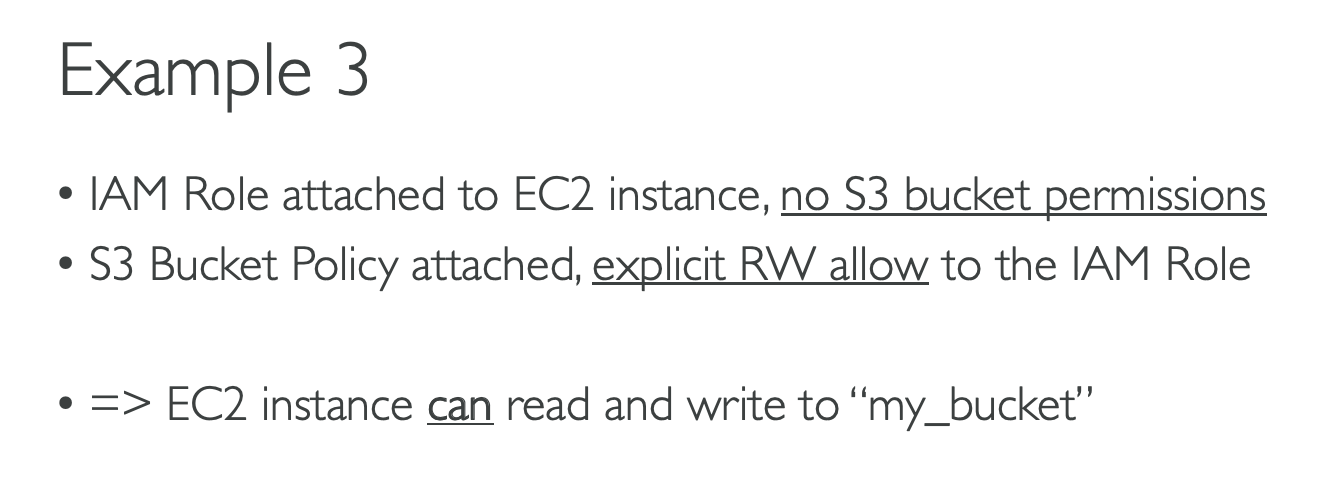 Example 3
• IAM Role attached to EC2 instance, no S3 bucket permissions
• S3 Bucket Policy attached, explicit RW allow to the IAM Role
• => EC2 instance can read and write to “my_bucket”